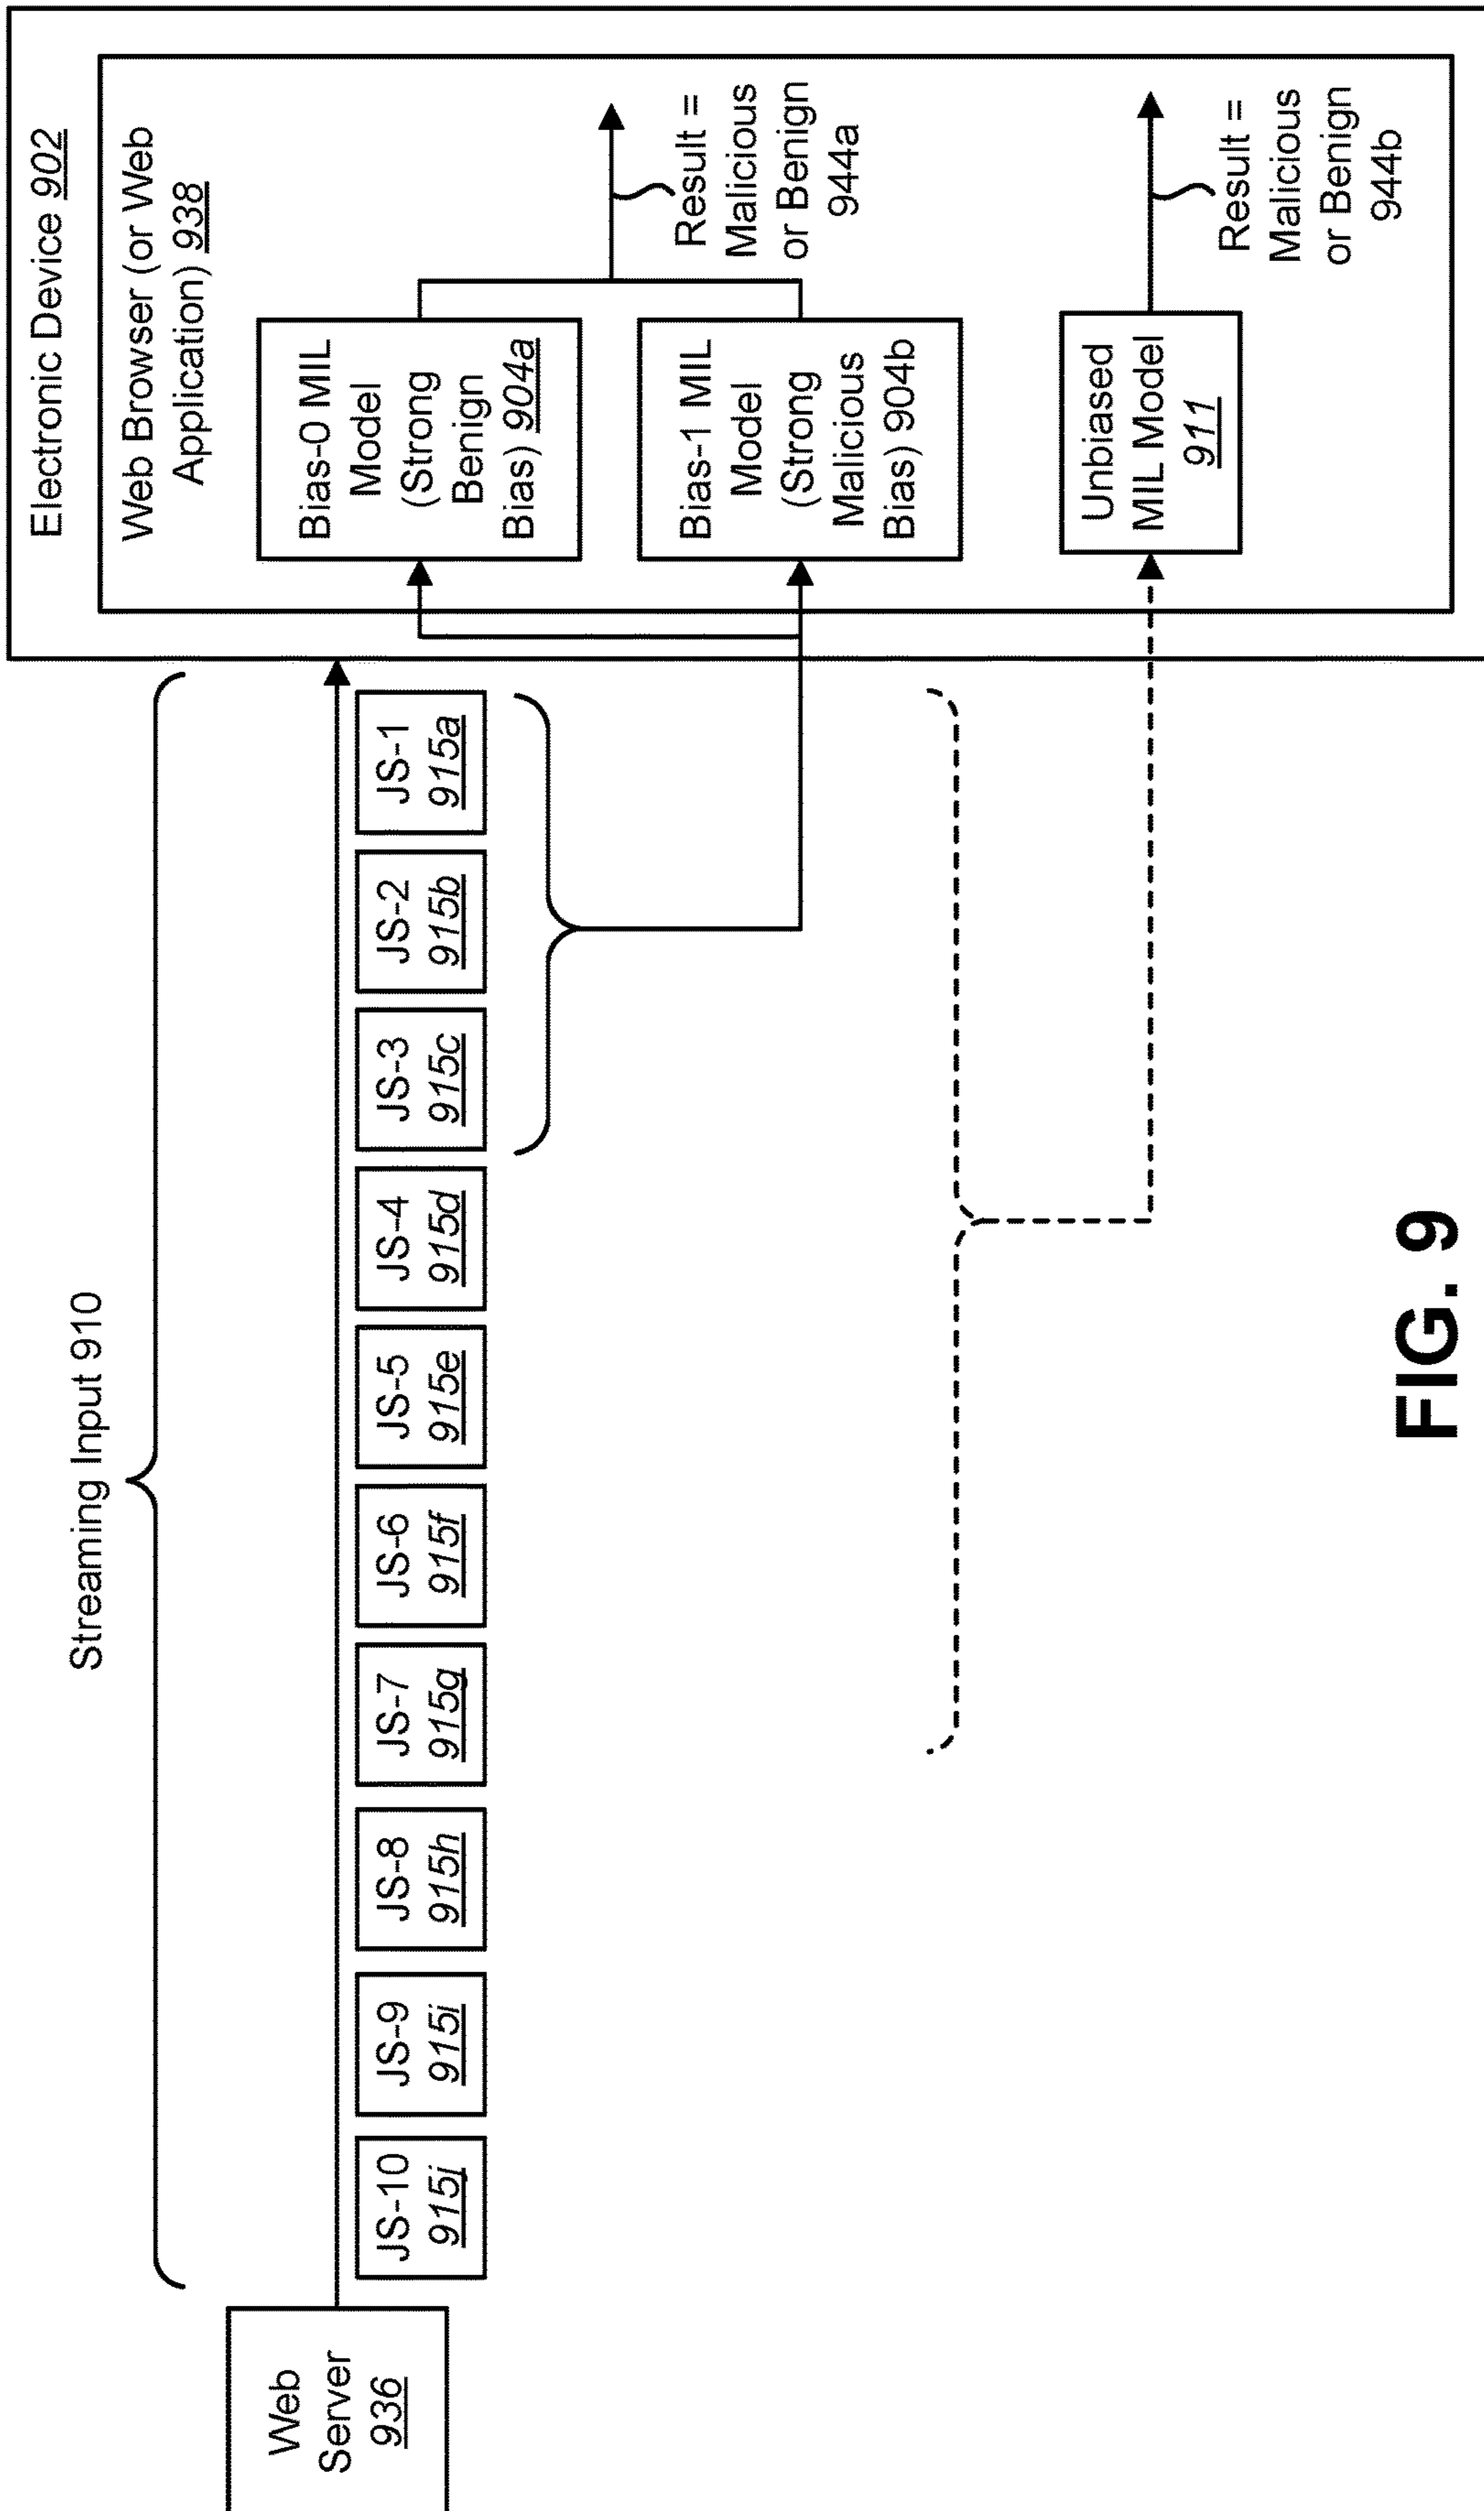 Web
Server
936
Streaming Input 910
JS-10
915j
JS-9
915i
JS-8
915h
JS-7
915g
JS-6
915f
JS-5
915e
JS-4
915d
JS-3
915c
JS-2
915b
JS-1
915a
Electronic Device 902
Web Browser (or Web
Application) 938
Bias-0 MIL
Model
(Strong
Benign
Bias) 904a
Result =
Malicious
or Benign
944a
Bias-1 MIL
Model
(Strong
Malicious
Bias) 904b
Unbiased
MIL Model
911
Result =
Malicious
or Benign
944b
FIG. 9